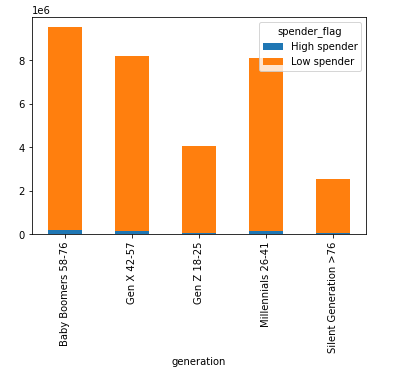 1e6
spender_flag
High spender
Low spender
8
6
4
2
0
Baby Boomers 58-76
Gen X 42-57
Gen Z 18-25
Millennials 26-41
Silent Generation >76
generation